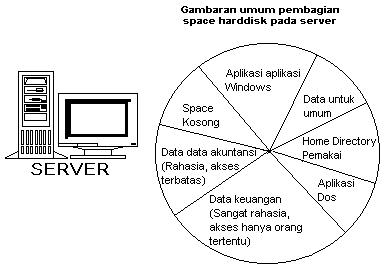 Gambaran umum pembagian
space harddisk pada server
Aplikasi aplikasi
Windows
Data untuk
umum
Space
Kosong
Home Directory
Pemakai
Data data akuntansi
(Rahasia, akses
terbatas)
Aplikasi
Dos
Data keuangan
(Sangat rahasia,
akses hanya orang
tertentu)
SERVER